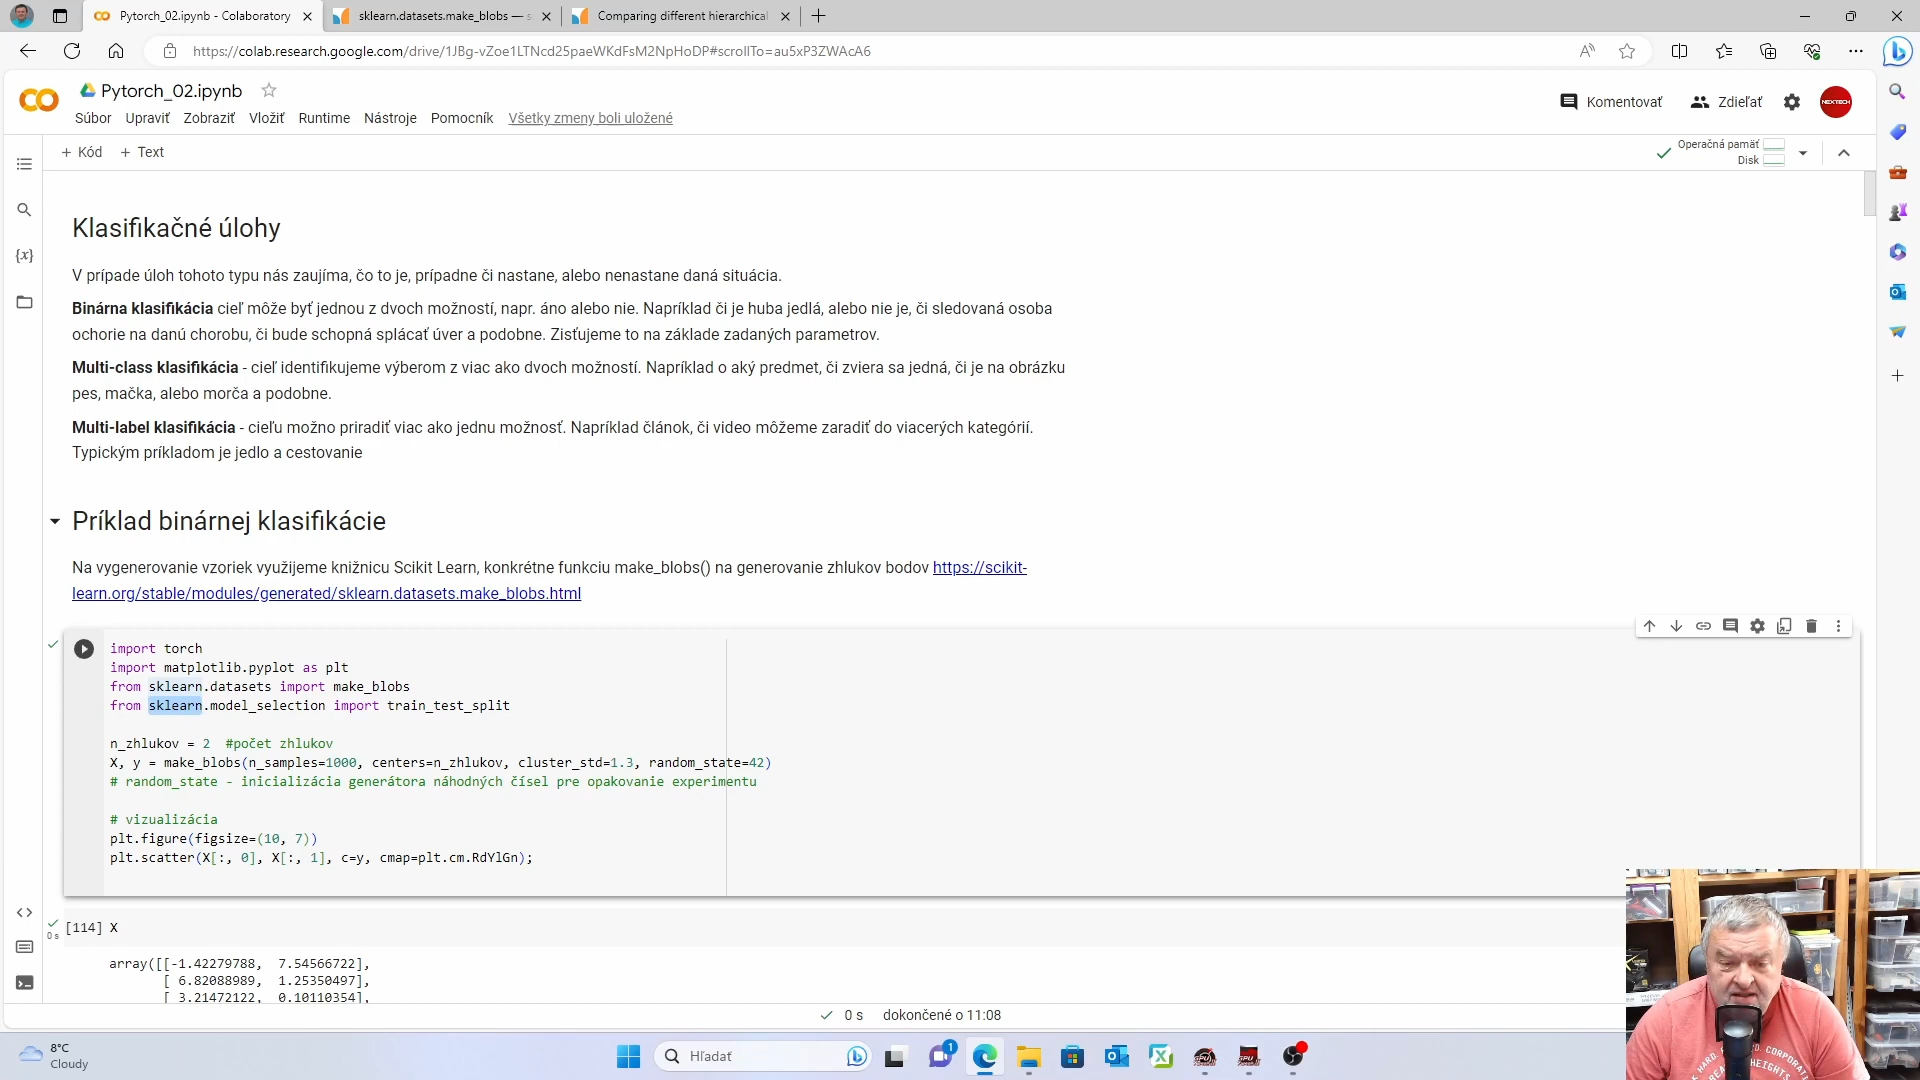 Pytorch_02.ipynb - Colaboratory
sklearn.datasets.make_blobs — s
Comparing different hierarchical
https://colab.research.google.com/drive/1JBg-vZoe1LTNcd25paeWKdFsM2NpHoDP#scrollTo=au5xP3ZWAcA6
Pytorch_02.ipynb
Súbor Upraviť Zobraziť Vložiť Runtime Nástroje Pomocník Všetky zmeny boli uložené
Komentovať Zdieľať NEXTECH
+ Kód + Text
Operačná pamäť
Disk
Klasifikačné úlohy
V prípade úloh tohoto typu nás zaujíma, čo to je, prípadne či nastane, alebo nenastane daná situácia.
Binárna klasifikácia cieľ môže byť jednou z dvoch možností, napr. áno alebo nie. Napríklad či je huba jedlá, alebo nie je, či sledovaná osoba
ochorie na danú chorobu, či bude schopná splácať úver a podobne. Zisťujeme to na základe zadaných parametrov.
Multi-class klasifikácia - cieľ identifikujeme výberom z viac ako dvoch možností. Napríklad o aký predmet, či zviera sa jedná, či je na obrázku
pes, mačka, alebo morča a podobne.
Multi-label klasifikácia - cieľu možno priradiť viac ako jednu možnosť. Napríklad článok, či video môžeme zaradiť do viacerých kategórií.
Typickým príkladom je jedlo a cestovanie
Príklad binárnej klasifikácie
Na vygenerovanie vzoriek využijeme knižnicu Scikit Learn, konkrétne funkciu make_blobs() na generovanie zhlukov bodov https://scikit-
learn.org/stable/modules/generated/sklearn.datasets.make_blobs.html
import torch
import matplotlib.pyplot as plt
from sklearn.datasets import make_blobs
from sklearn.model_selection import train_test_split
n_zhlukov = 2 #počet zhlukov
X, y = make_blobs(n_samples=1000, centers=n_zhlukov, cluster_std=1.3, random_state=42)
# random_state - inicializácia generátora náhodných čísel pre opakovanie experimentu
# vizualizácia
plt.figure(figsize=(10, 7))
plt.scatter(X[:, 0], X[:, 1], c=y, cmap=plt.cm.RdYlGn);
0 s
[114] X
array([[-1.42279788, 7.54566722],
[ 6.82088989, 1.25350497],
[ 3.21472122, 0.10110354],
0 s dokončené o 11:08
8°C
Cloudy
Hľadať
1